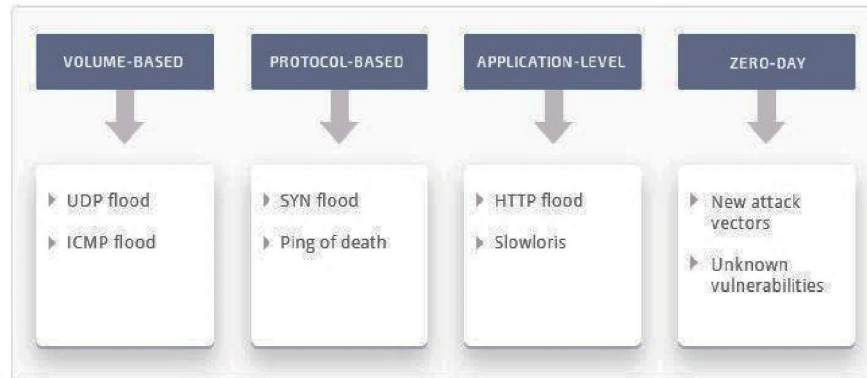 VOLUME-BASED
UDP flood
ICMP flood
PROTOCOL-BASED
SYN flood
Ping of death
APPLICATION-LEVEL
HTTP flood
Slowloris
ZERO-DAY
New attack
vectors
Unknown
vulnerabilities